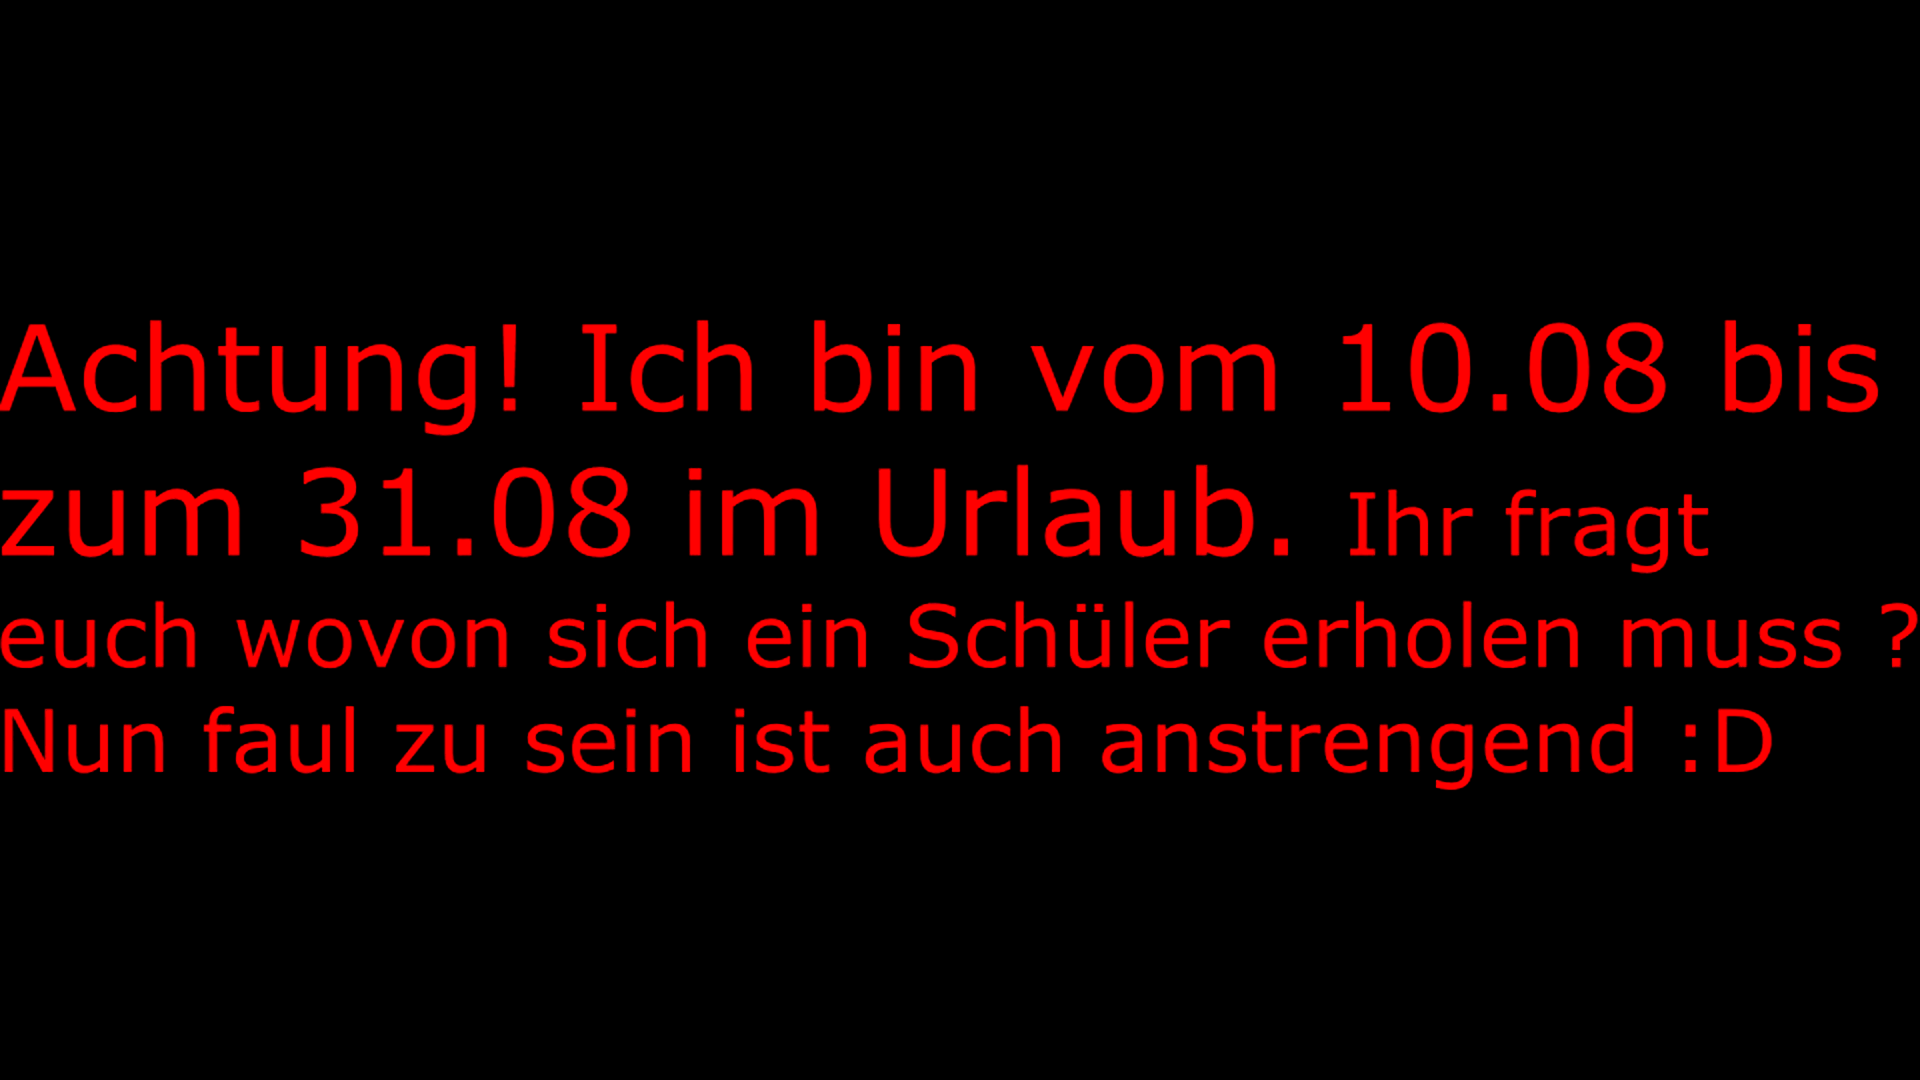 Achtung! Ich bin vom 10.08 bis
zum 31.08 im Urlaub. Ihr fragt
euch wovon sich ein Schüler erholen muss ?
Nun faul zu sein ist auch anstrengend :D